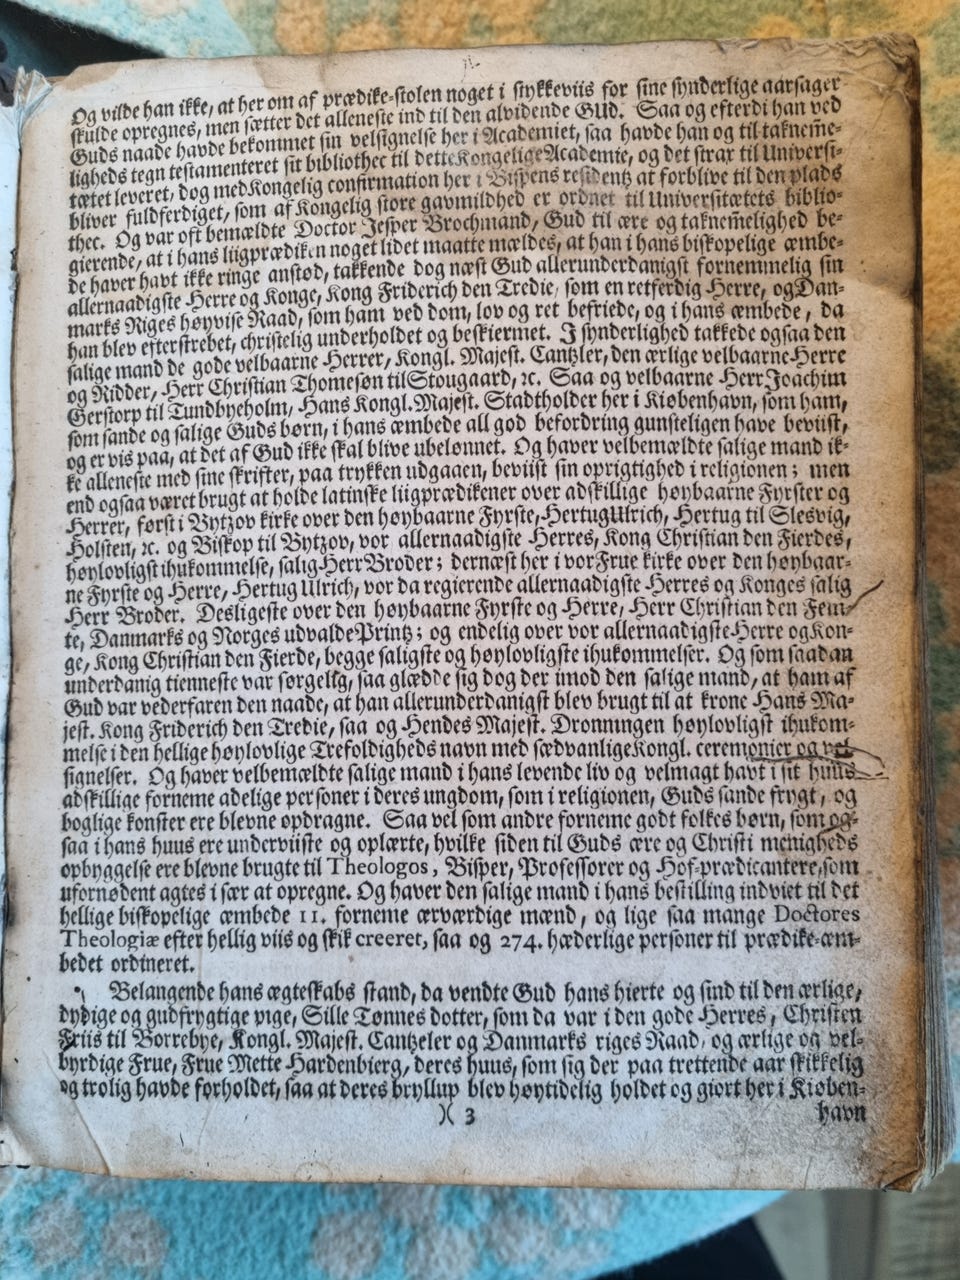 Og vilde han ikke, at her om af prædike-stolen noget i stykkeviis for sine synderlige aarsager
skulde opregnes, men sætter det alleneste ind til den alvidende Gud. Saa og efterdi han ved
Guds naade havde bekommet sin velsignelse her i Academiet, saa havde han og til taknem̄e-
ligheds tegn testamenteret sit bibliothec til dette Kongelige Academie, og det strax til Universi-
tætet leveret, dog med Kongelig confirmation her i Bispens residentz at forblive til den plads
bliver fuldferdiget, som af Kongelig store gavmildhed er ordnet til Universitætets biblio-
thec. Og var oft bemældte Doctor Jesper Brochmand, Gud til ære og taknem̄elighed be-
gierende, at i hans liigprædiken noget lidet maatte mældes, at han i hans biskopelige æmbe-
de haver havt ikke ringe anstød, takkende dog næst Gud allerunderdanigst fornemmelig sin
allernaadigste Herre og Konge, Kong Friderich den Tredie, som en retferdig Herre, og Dan-
marks Riges høyvise Raad, som ham ved dom, lov og ret befriede, og i hans æmbede, da
han blev efterstrebet, christelig underholdet og beskiermet. I synderlighed takkede ogsaa den
salige mand de gode velbaarne Herrer, Kongl. Majest. Cantzler, den ærlige velbaarne Herre
og Ridder, Herr Christian Thomesøn til Stougaard, ꝛc. Saa og velbaarne Herr Joachim
Gerstorp til Tundbyeholm, Hans Kongl. Majest. Stadtholder her i Kiøbenhavn, som ham,
som sande og salige Guds børn, i hans æmbede all god befordring gunsteligen have beviist,
og er vis paa, at det af Gud ikke skal blive ubelønnet. Og haver velbemældte salige mand ik-
ke alleneste med sine skrifter, paa trykken udgaaen, beviist sin oprigtighed i religionen; men
end ogsaa været brugt at holde latinske liigprædikener over adskillige høybaarne Fyrster og
Herrer, først i Bytzov kirke over den høybaarne Fyrste, Hertug Ulrich, Hertug til Slesvig,
Holsten, ꝛc. og Biskop til Bytzov, vor allernaadigste Herres, Kong Christian den Fierdes,
høylovligst ihukommelse, salig Herr Broder; dernæst her i vor Frue kirke over den høybaar-
ne Fyrste og Herre, Hertug Ulrich, vor da regierende allernaadigste Herres og Konges salig
Herr Broder. Desligeste over den høybaarne Fyrste og Herre, Herr Christian den Fem-
te, Danmarks og Norges udvalde Printz; og endelig over vor allernaadigste Herre og Kon-
ge, Kong Christian den Fierde, begge saligste og høylovligste ihukommelser. Og som saadan
underdanig tienneste var sørgelig, saa glædde sig dog der imod den salige mand, at ham af
Gud var vederfaren den naade, at han allerunderdanigst blev brugt til at krone Hans Ma-
jest. Kong Friderich den Tredie, saa og Hendes Majest. Dronningen høylovligst ihukom-
melse i den hellige høylovlige Trefoldigheds navn med sædvanlige Kongl. ceremonier og vel-
signelser. Og haver velbemældte salige mand i hans levende liv og velmagt havt i sit huus
adskillige forneme adelige personer i deres ungdom, som i religionen, Guds sande frygt, og
boglige konster ere blevne opdragne. Saa vel som andre forneme godt folkes børn, som og-
saa i hans huus ere underviiste og oplærte, hvilke siden til Guds ære og Christi menigheds
opbyggelse ere blevne brugte til Theologos, Bisper, Professorer og Hof-prædicantere, som
ufornødent agtes i sær at opregne. Og haver den salige mand i hans bestilling indviet til det
hellige biskopelige æmbede 11. forneme ærværdige mænd, og lige saa mange Doctores
Theologiæ efter hellig viis og skik creeret, saa og 274. hæderlige personer til prædike-æm-
bedet ordineret.
Belangende hans ægteskabs stand, da vendte Gud hans hierte og sind til den ærlige,
dydige og gudfrygtige pige, Sille Tønnes dotter, som da var i den gode Herres, Christen
Friis til Borrebye, Kongl. Majest. Cantzeler og Danmarks riges Raad, og ærlige og vel-
byrdige Frue, Frue Mette Hardenbierg, deres huus, som sig der paa trettende aar skikkelig
og trolig havde forholdet, saa at deres bryllup blev høytidelig holdet og giort her i Kiøben-
)( 3
havn